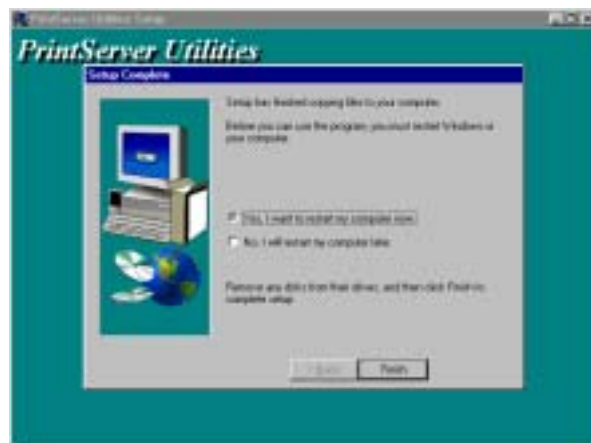 PrintServer Utilities Setup
PrintServer Utilities
Setup Complete
Setup has finished copying files to your computer.
Before you can use the program, you must restart Windows or
your computer.
Yes, I want to restart my computer now.
No, I will restart my computer later.
Remove any disks from their drives, and then click Finish to
complete setup.
< Back
Finish